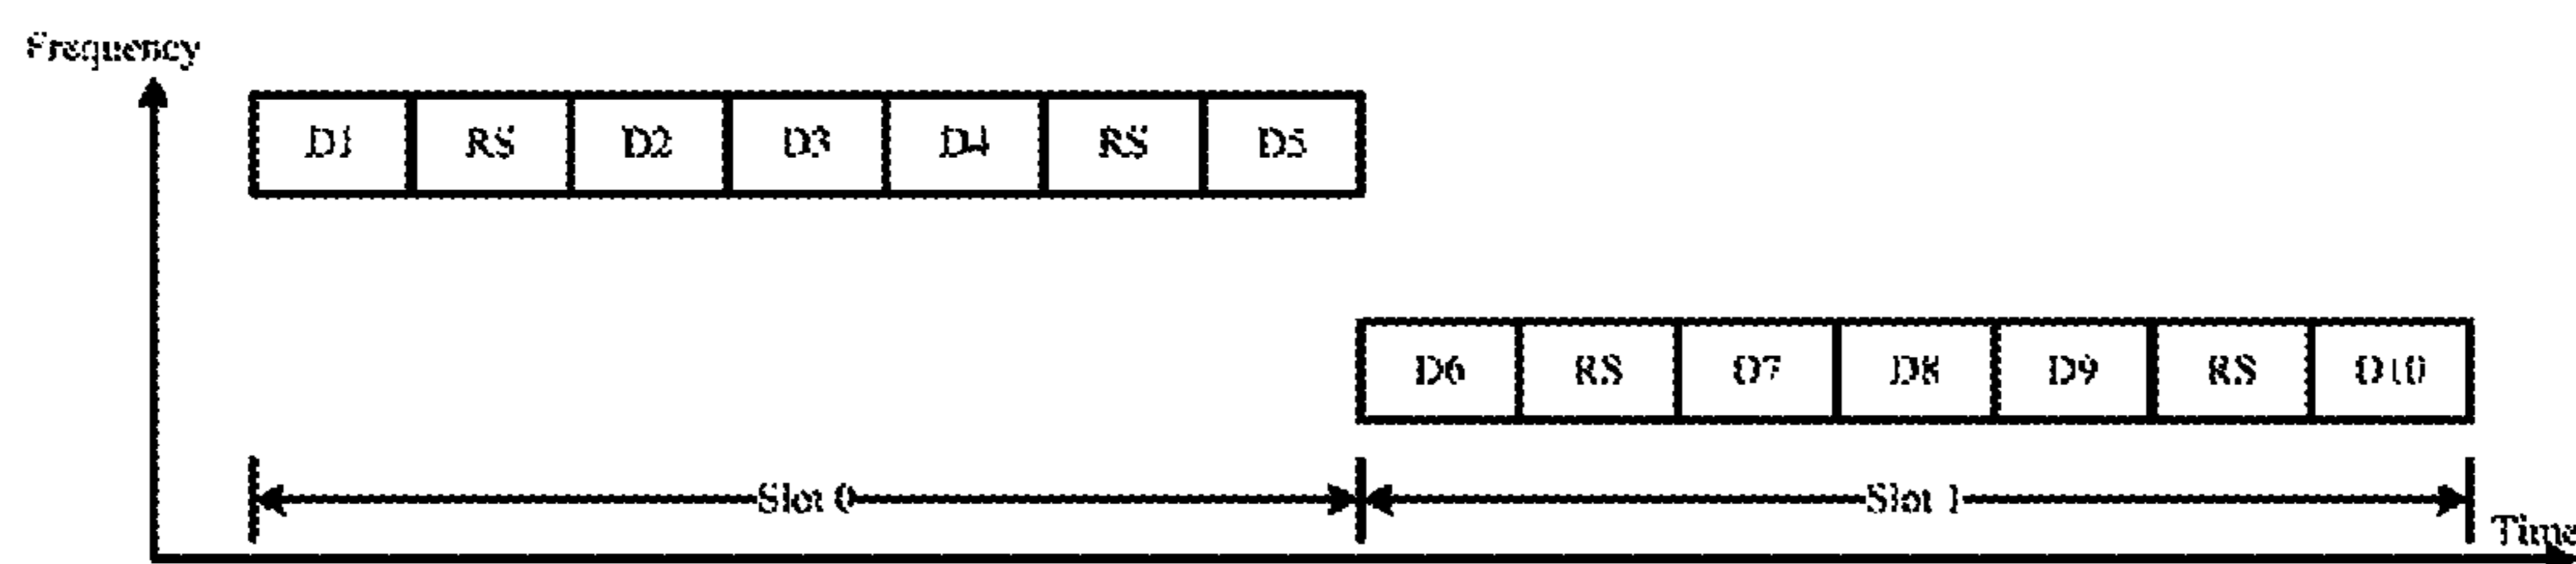 Frequency
D1 RS D2 D3 D4 RS D5
D6 RS D7 D8 D9 RS D10
Slot 0 Slot 1
Time